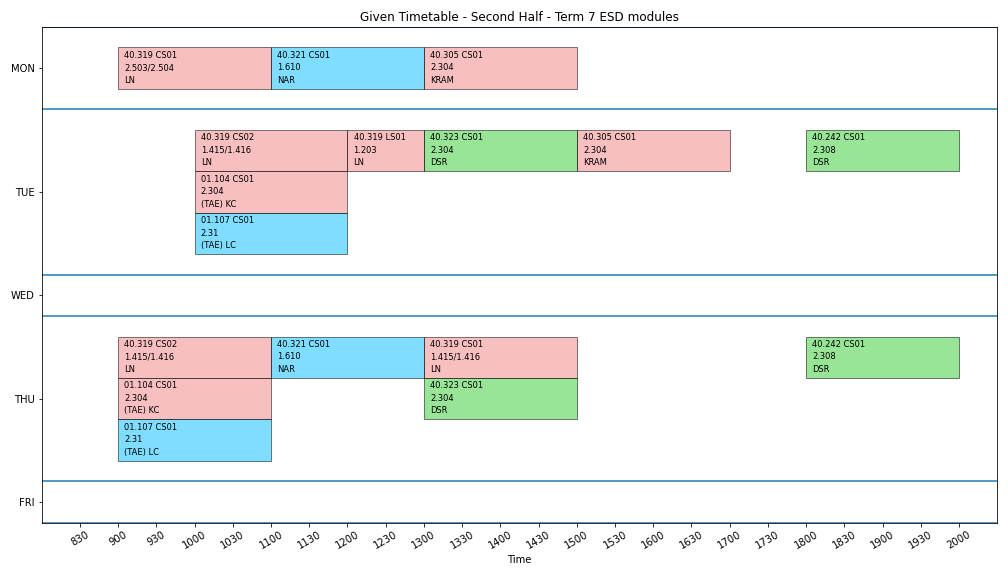 Given Timetable - Second Half - Term 7 ESD modules
MON
40.319 CS01
2.503/2.504
LN
40.321 CS01
1.610
NAR
40.305 CS01
2.304
KRAM
TUE
40.319 CS02
1.415/1.416
LN
40.319 LS01
1.203
LN
40.323 CS01
2.304
DSR
40.305 CS01
2.304
KRAM
40.242 CS01
2.308
DSR
01.104 CS01
2.304
(TAE) KC
01.107 CS01
2.31
(TAE) LC
WED
THU
40.319 CS02
1.415/1.416
LN
40.321 CS01
1.610
NAR
40.319 CS01
1.415/1.416
LN
40.242 CS01
2.308
DSR
01.104 CS01
2.304
(TAE) KC
40.323 CS01
2.304
DSR
01.107 CS01
2.31
(TAE) LC
FRI
830 900 930 1000 1030 1100 1130 1200 1230 1300 1330 1400 1430 1500 1600 1630 1700 1730 1800 1830 1900 1930 2000
Time